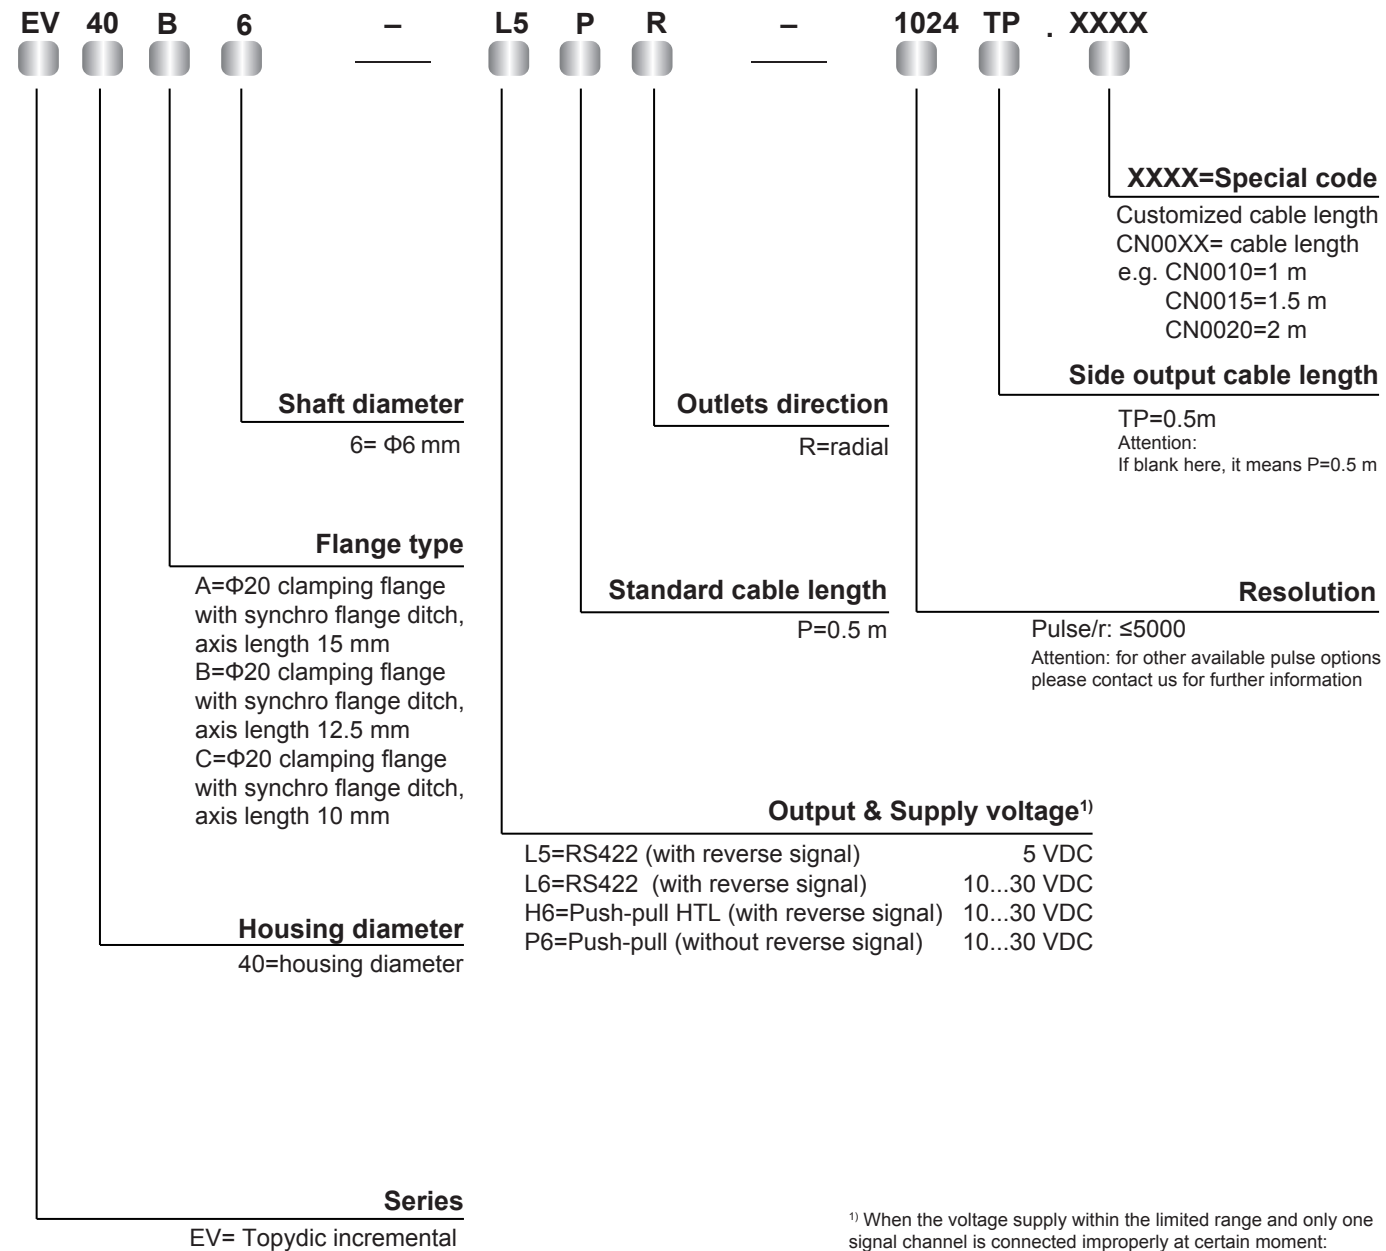 EV 40 B 6 – L5 P R – 1024 TP . XXXX
XXXX=Special code
Customized cable length
CN00XX= cable length
e.g. CN0010=1 m
CN0015=1.5 m
CN0020=2 m
Side output cable length
TP=0.5m
Attention:
If blank here, it means P=0.5 m
Shaft diameter
6= Φ6 mm
Outlets direction
R=radial
Flange type
A=Φ20 clamping flange
with synchro flange ditch,
axis length 15 mm
B=Φ20 clamping flange
with synchro flange ditch,
axis length 12.5 mm
C=Φ20 clamping flange
with synchro flange ditch,
axis length 10 mm
Standard cable length
P=0.5 m
Resolution
Pulse/r: ≤5000
Attention: for other available pulse options
please contact us for further information
Output & Supply voltage¹⁾
L5=RS422 (with reverse signal) 5 VDC
L6=RS422 (with reverse signal) 10...30 VDC
H6=Push-pull HTL (with reverse signal) 10...30 VDC
P6=Push-pull (without reverse signal) 10...30 VDC
Housing diameter
40=housing diameter
Series
EV= Topydic incremental
¹⁾ When the voltage supply within the limited range and only one
signal channel is connected improperly at certain moment: